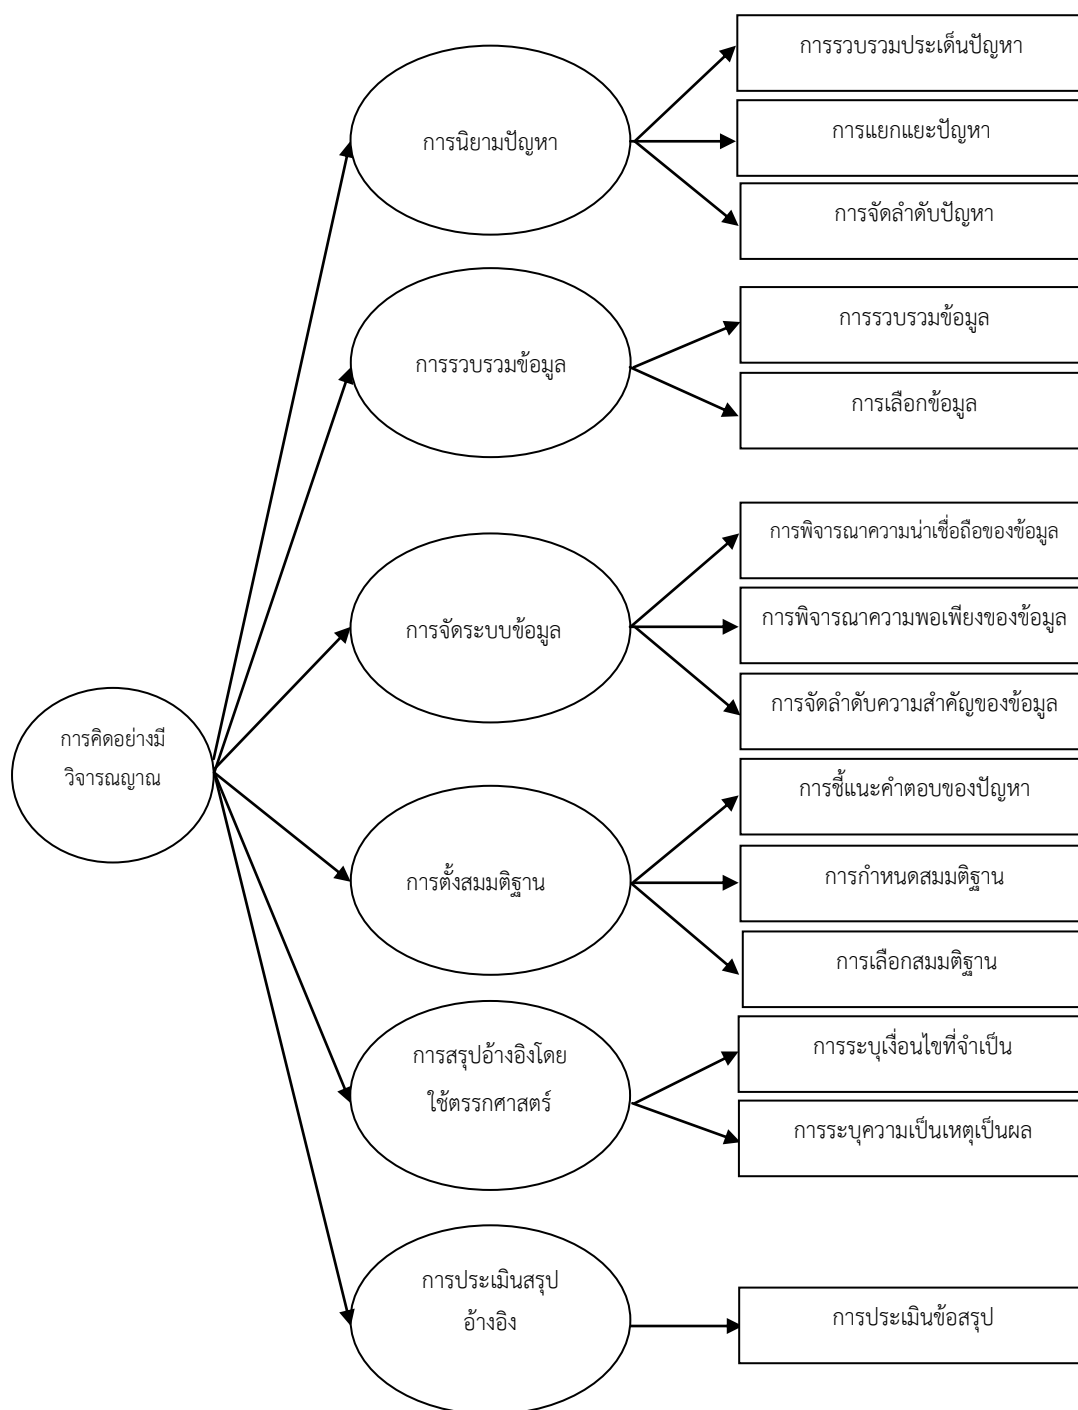 การรวบรวมประเด็นปัญหา
การนิยามปัญหา
การแยกแยะปัญหา
การจัดลำดับปัญหา
การรวบรวมข้อมูล
การรวบรวมข้อมูล
การเลือกข้อมูล
การพิจารณาความน่าเชื่อถือของข้อมูล
การจัดระบบข้อมูล
การพิจารณาความพอเพียงของข้อมูล
การจัดลำดับความสำคัญของข้อมูล
การคิดอย่างมี
วิจารณญาณ
การชี้แนะคำตอบของปัญหา
การตั้งสมมติฐาน
การกำหนดสมมติฐาน
การเลือกสมมติฐาน
การสรุปอ้างอิงโดย
ใช้ตรรกศาสตร์
การระบุเงื่อนไขที่จำเป็น
การระบุความเป็นเหตุเป็นผล
การประเมินสรุป
อ้างอิง
การประเมินข้อสรุป